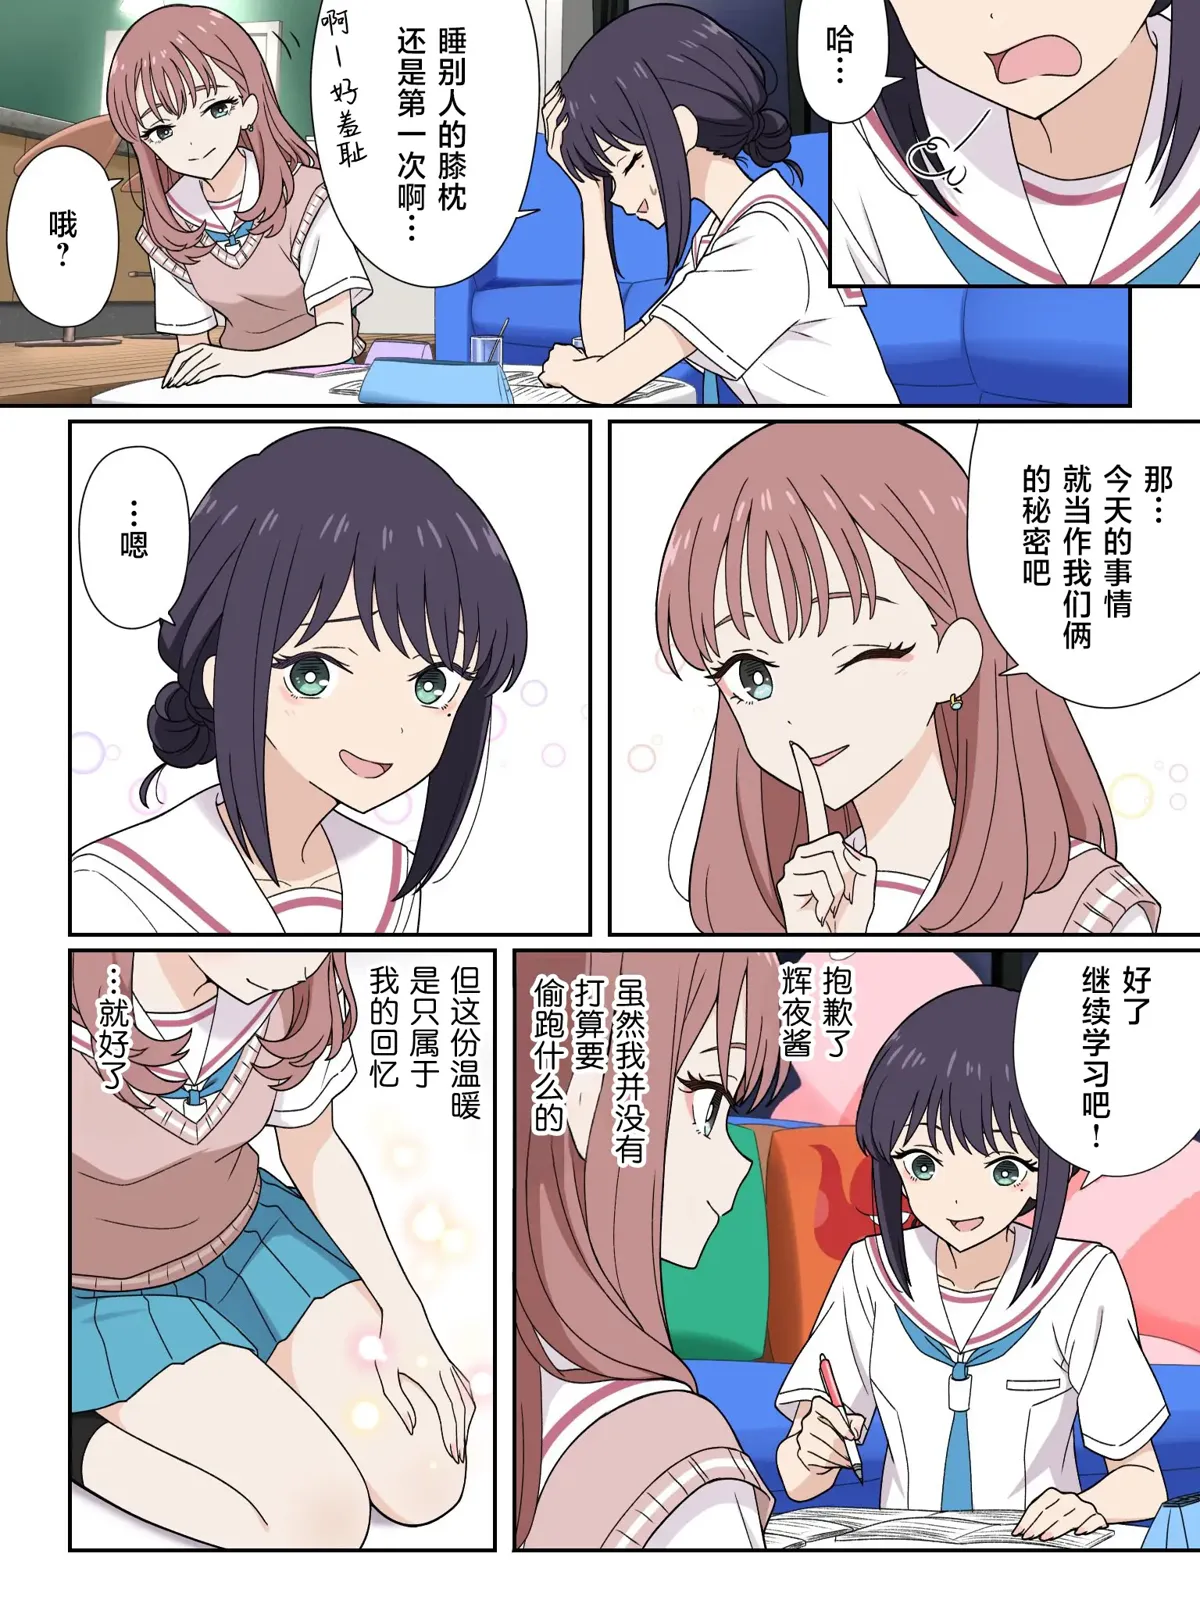 哈…
睡别人的膝枕
还是第一次啊…
啊—好羞耻
哦?
那…
今天的事情
就当作我们俩
的秘密吧
…嗯
好了
继续学习吧!
抱歉了
辉夜酱
虽然我并没有
打算要
偷跑什么的
但这份温暖
是只属于
我的回忆
…就好了